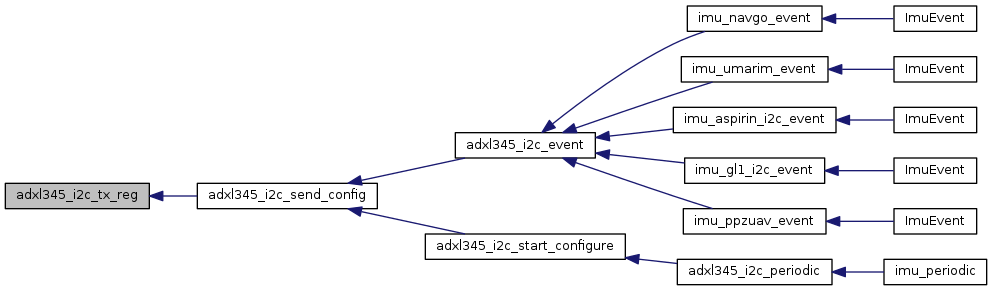 imu_navgo_event
ImuEvent
imu_umarim_event
ImuEvent
imu_aspirin_i2c_event
ImuEvent
adxl345_i2c_event
imu_gl1_i2c_event
ImuEvent
adxl345_i2c_tx_reg
adxl345_i2c_send_config
imu_ppzuav_event
ImuEvent
adxl345_i2c_start_configure
adxl345_i2c_periodic
imu_periodic